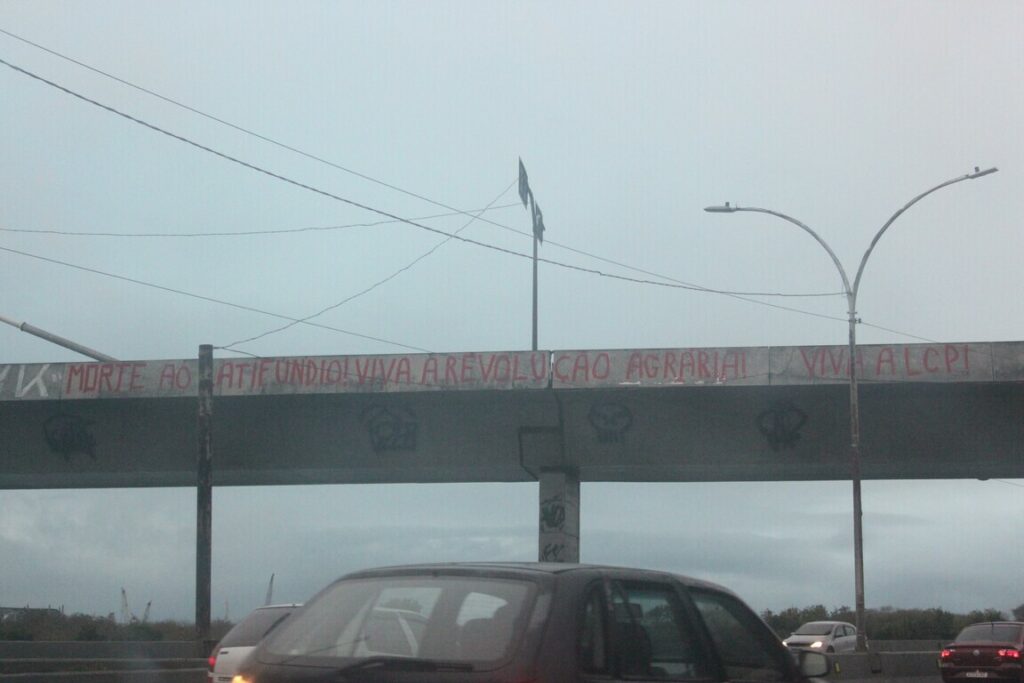 MORTE AO LATIFÚNDIO! VIVA A REVOLUÇÃO AGRÁRIA! VIVA A LCP!